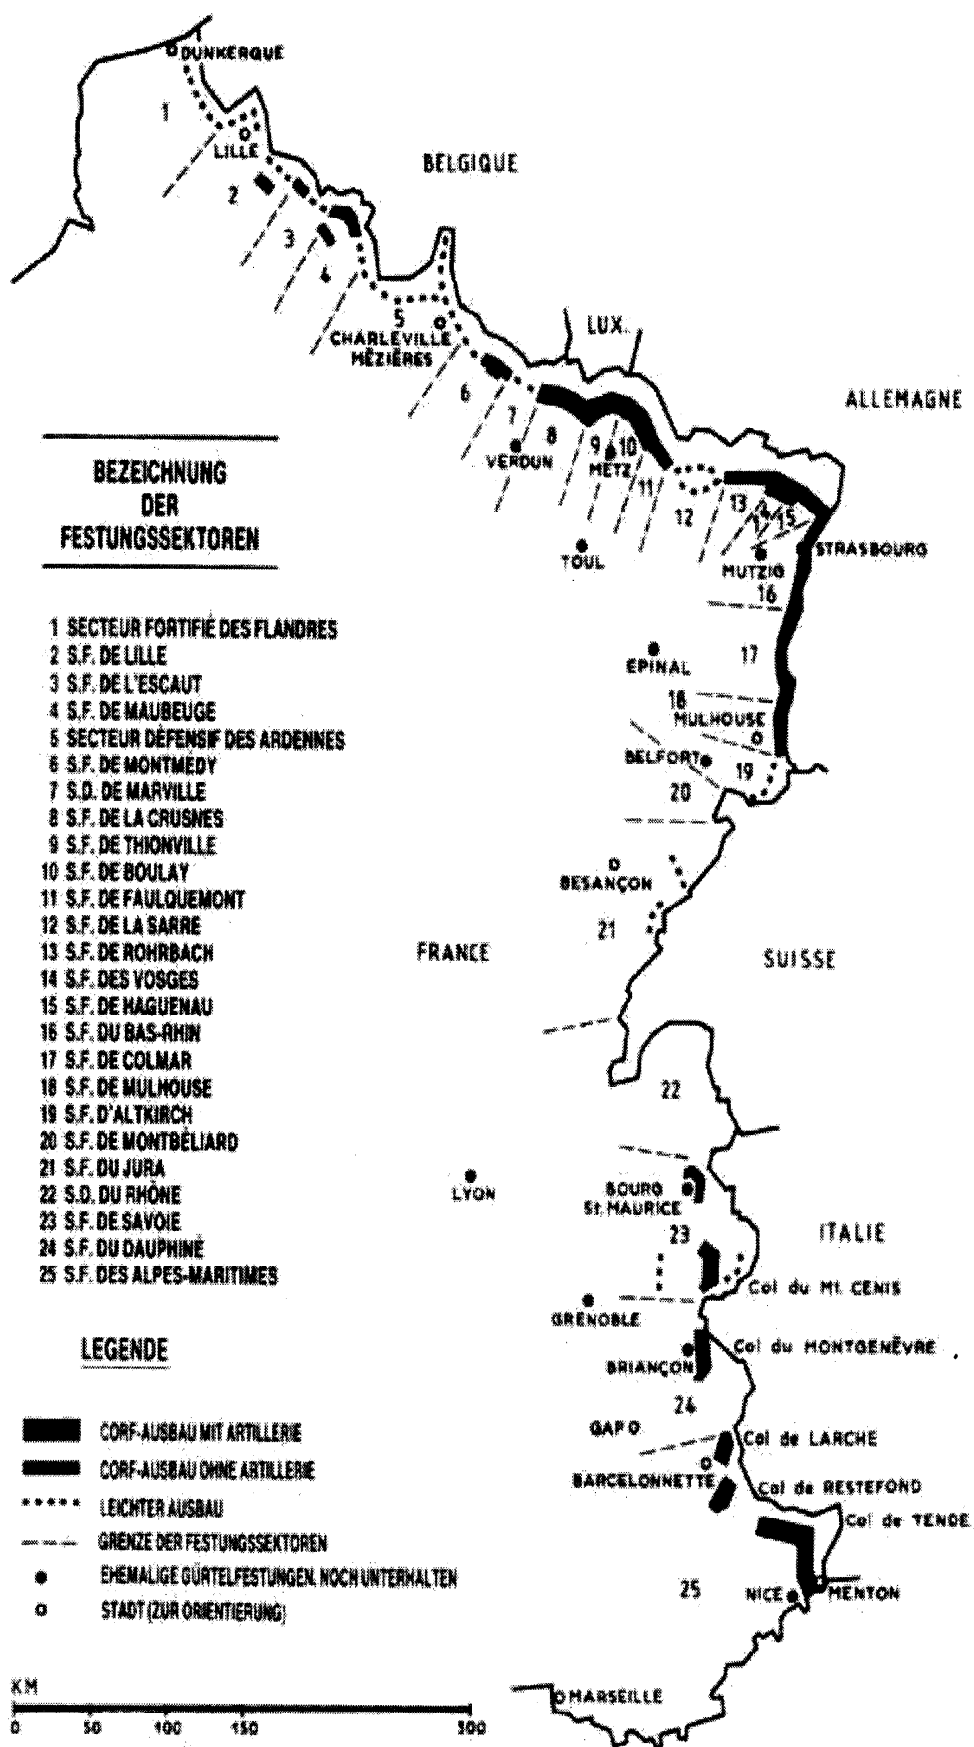 DUNKERQUE
1
LILLE
BELGIQUE
2
3
4
5
CHARLEVILLE
MÉZIÈRES
LUX.
ALLEMAGNE
6
7
8
9
10
VERDUN
METZ
11
12
13
14
15
STRASBOURG
TOUL
MUTZIG
16
BEZEICHNUNG
DER
FESTUNGSSEKTOREN
1 SECTEUR FORTIFIÉ DES FLANDRES
2 S.F. DE LILLE
3 S.F. DE L'ESCAUT
4 S.F. DE MAUBEUGE
5 SECTEUR DÉFENSIF DES ARDENNES
6 S.F. DE MONTMÉDY
7 S.D. DE MARVILLE
8 S.F. DE LA CRUSNES
9 S.F. DE THIONVILLE
10 S.F. DE BOULAY
11 S.F. DE FAULQUEMONT
12 S.F. DE LA SARRE
13 S.F. DE ROHRBACH
14 S.F. DES VOSGES
15 S.F. DE HAGUENAU
16 S.F. DU BAS-RHIN
17 S.F. DE COLMAR
18 S.F. DE MULHOUSE
19 S.F. D'ALTKIRCH
20 S.F. DE MONTBÉLIARD
21 S.F. DU JURA
22 S.D. DU RHÔNE
23 S.F. DE SAVOIE
24 S.F. DU DAUPHINÉ
25 S.F. DES ALPES-MARITIMES
17
EPINAL
18
MULHOUSE
BELFORT
19
20
BESANÇON
21
FRANCE
SUISSE
22
LYON
BOURG
St. MAURICE
23
ITALIE
Col du Mt. CENIS
GRENOBLE
Col du MONTGENÈVRE
BRIANÇON
24
GAP
Col de LARCHE
BARCELONNETTE
Col de RESTEFOND
Col de TENDE
25
NICE
MENTON
MARSEILLE
LEGENDE
CORF-AUSBAU MIT ARTILLERIE
CORF-AUSBAU OHNE ARTILLERIE
LEICHTER AUSBAU
GRENZE DER FESTUNGSSEKTOREN
EHEMALIGE GÜRTELFESTUNGEN, NOCH UNTERHALTEN
STADT (ZUR ORIENTIERUNG)
KM
0 50 100 150 300